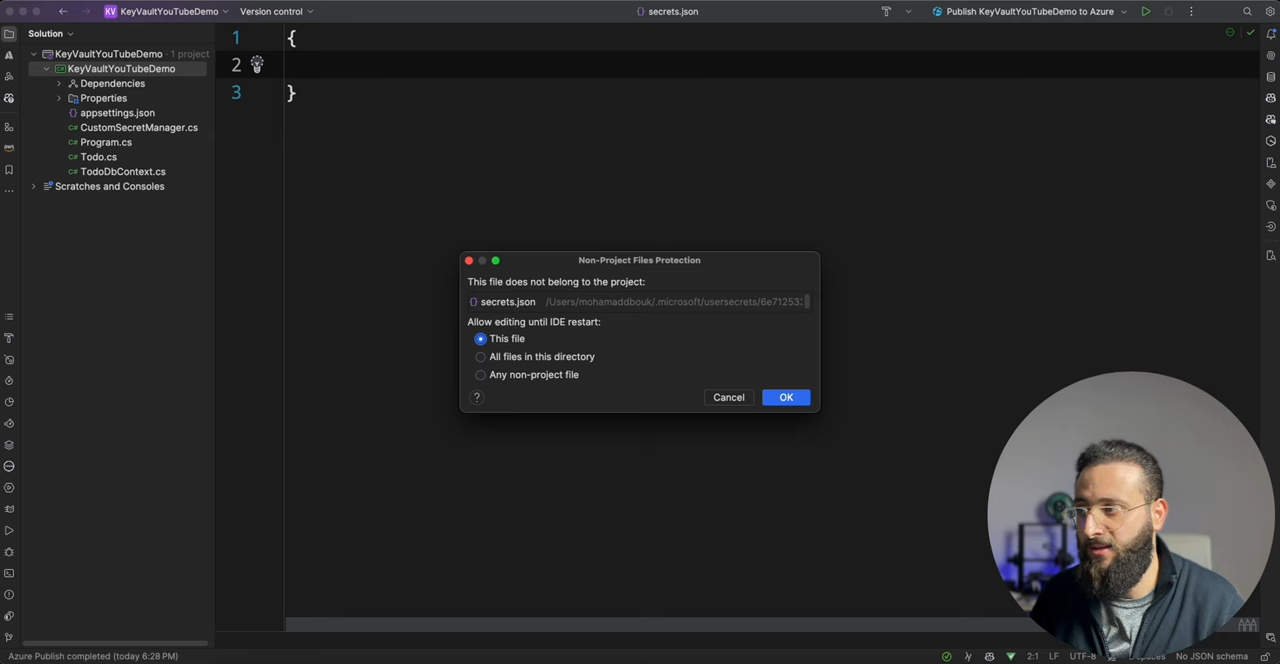 KV KeyVaultYouTubeDemo
Version control
secrets.json
Publish KeyVaultYouTubeDemo to Azure
Solution
KeyVaultYouTubeDemo · 1 project
C# KeyVaultYouTubeDemo
Dependencies
Properties
{} appsettings.json
C# CustomSecretManager.cs
C# Program.cs
C# Todo.cs
C# TodoDbContext.cs
Scratches and Consoles
aws
1 {
2
3 }
Non-Project Files Protection
This file does not belong to the project:
{} secrets.json /Users/mohamaddbouk/.microsoft/usersecrets/6e712531
Allow editing until IDE restart:
This file
All files in this directory
Any non-project file
? Cancel OK
Azure Publish completed (today 6:28 PM)
2:1 LF UTF-8 spaces No JSON schema